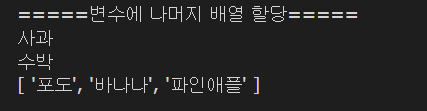 =====변수에 나머지 배열 할당=====
사과
수박
[ '포도', '바나나', '파인애플' ]